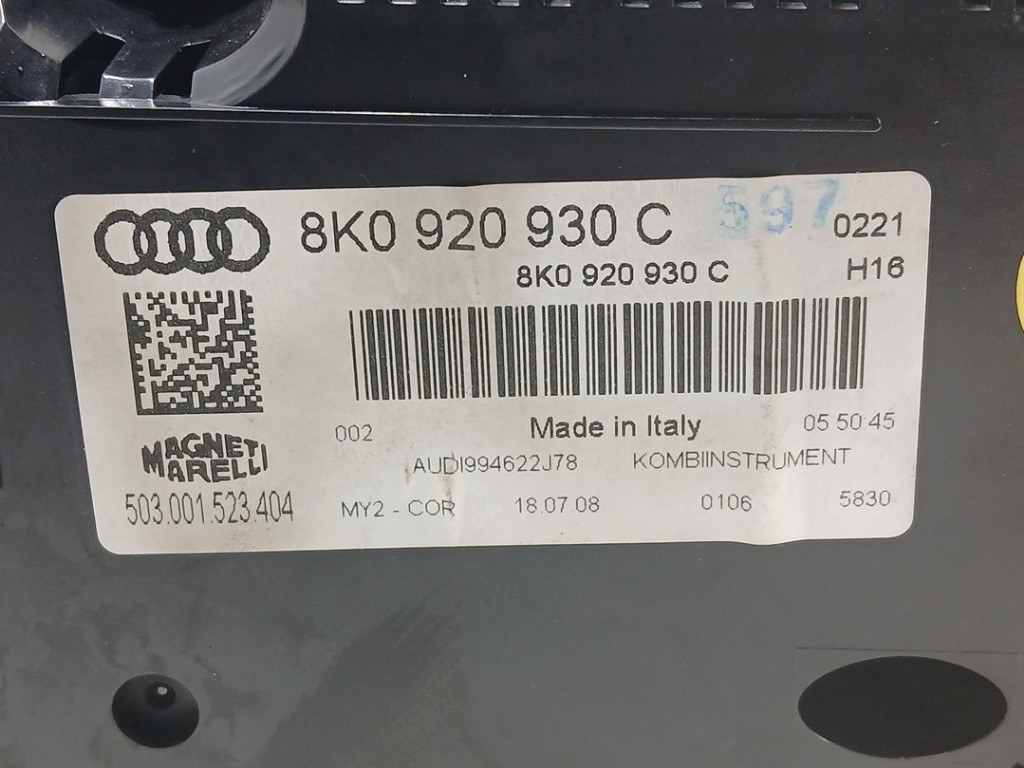 8K0 920 930 C 597 0221
8K0 920 930 C H16
002 Made in Italy 05 50 45
MAGNETI
MARELLI
AUDI994622J78 KOMBIINSTRUMENT
503.001.523.404 MY2 - COR 18.07 08 0106 5830